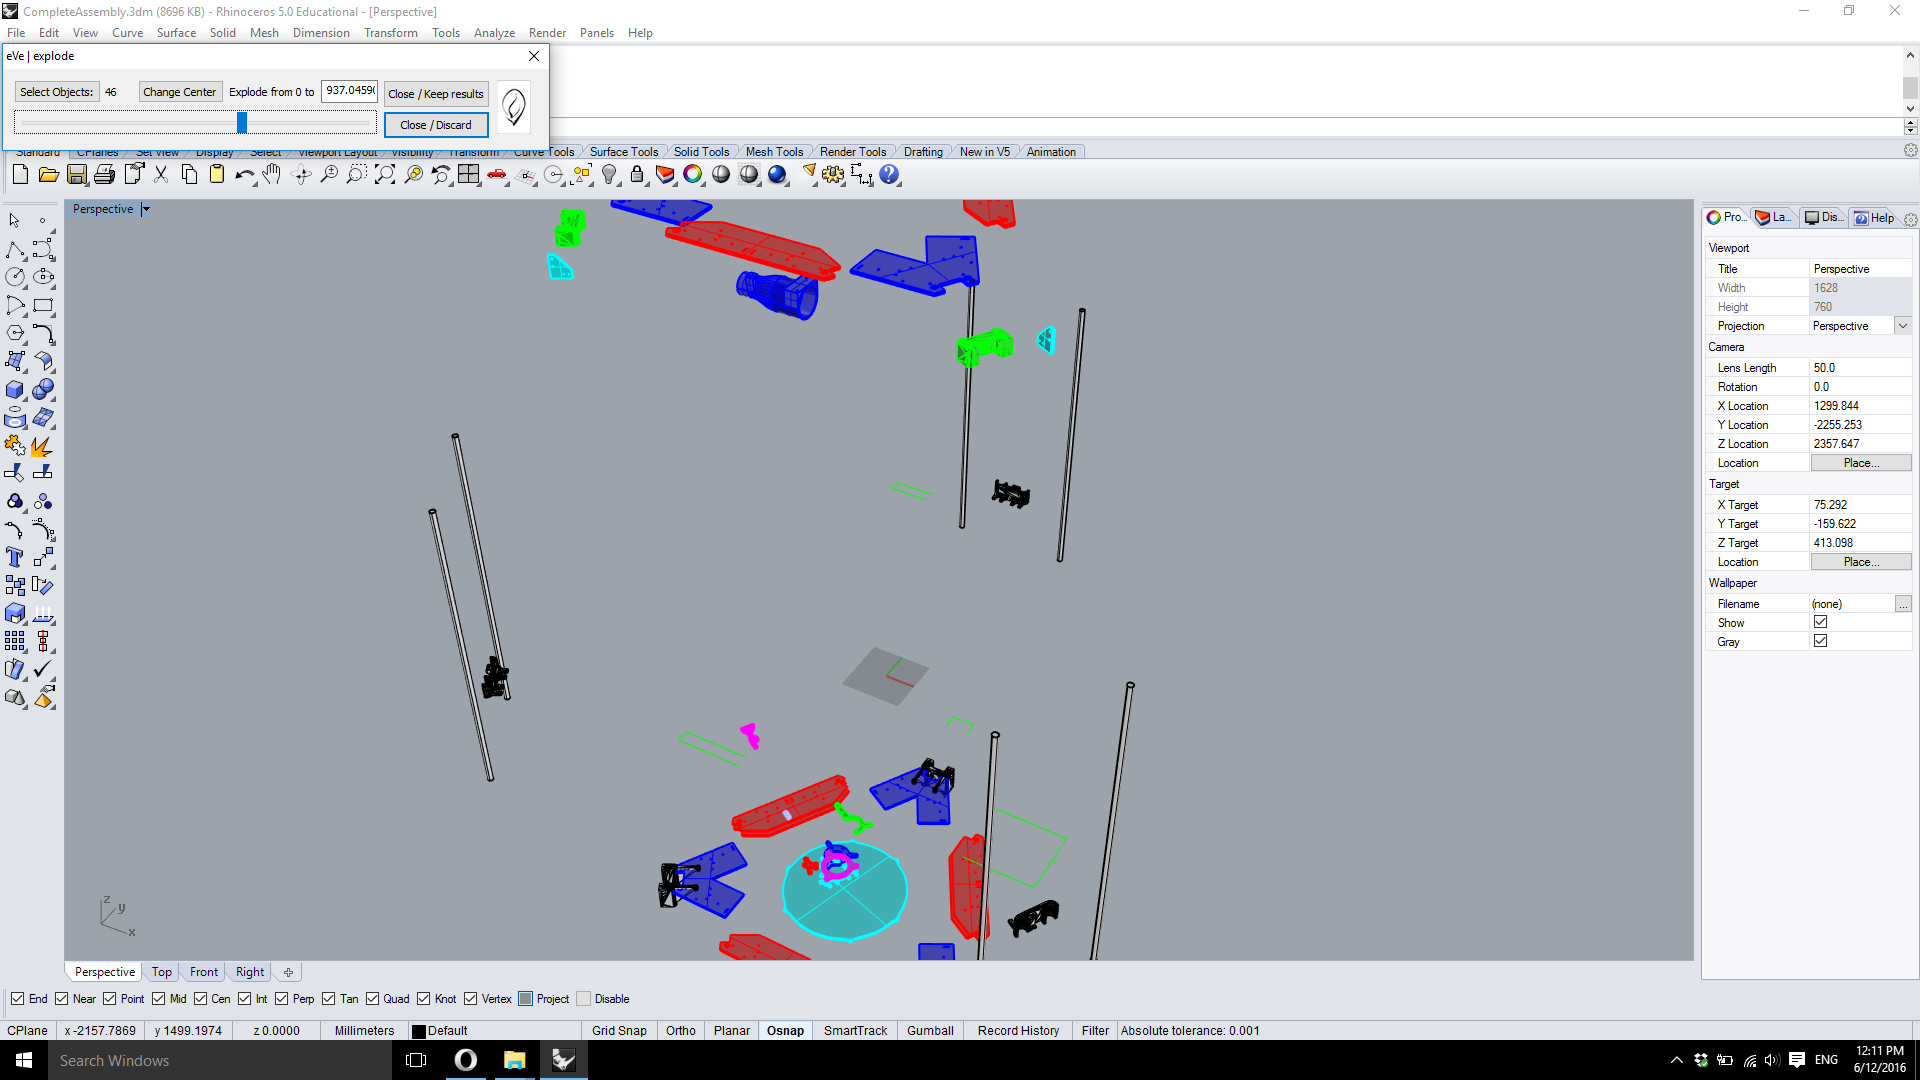 CompleteAssembly.3dm (8696 KB) - Rhinoceros 5.0 Educational - [Perspective]
File Edit View Curve Surface Solid Mesh Dimension Transform Tools Analyze Render Panels Help
eVe | explode
Select Objects: 46 Change Center Explode from 0 to 937.0459 Close / Keep results
Close / Discard
Standard CPlanes Set View Display Select Viewport Layout Visibility Transform Curve Tools Surface Tools Solid Tools Mesh Tools Render Tools Drafting New in V5 Animation
Perspective
Pro... La... Dis... Help
Viewport
Title Perspective
Width 1628
Height 760
Projection Perspective
Camera
Lens Length 50.0
Rotation 0.0
X Location 1299.844
Y Location -2255.253
Z Location 2357.647
Location Place...
Target
X Target 75.292
Y Target -159.622
Z Target 413.098
Location Place...
Wallpaper
Filename (none) ...
Show
Gray
z
y
x
Perspective Top Front Right
End Near Point Mid Cen Int Perp Tan Quad Knot Vertex Project Disable
CPlane x -2157.7869 y 1499.1974 z 0.0000 Millimeters Default Grid Snap Ortho Planar Osnap SmartTrack Gumball Record History Filter Absolute tolerance: 0.001
Search Windows
ENG
12:11 PM
6/12/2016